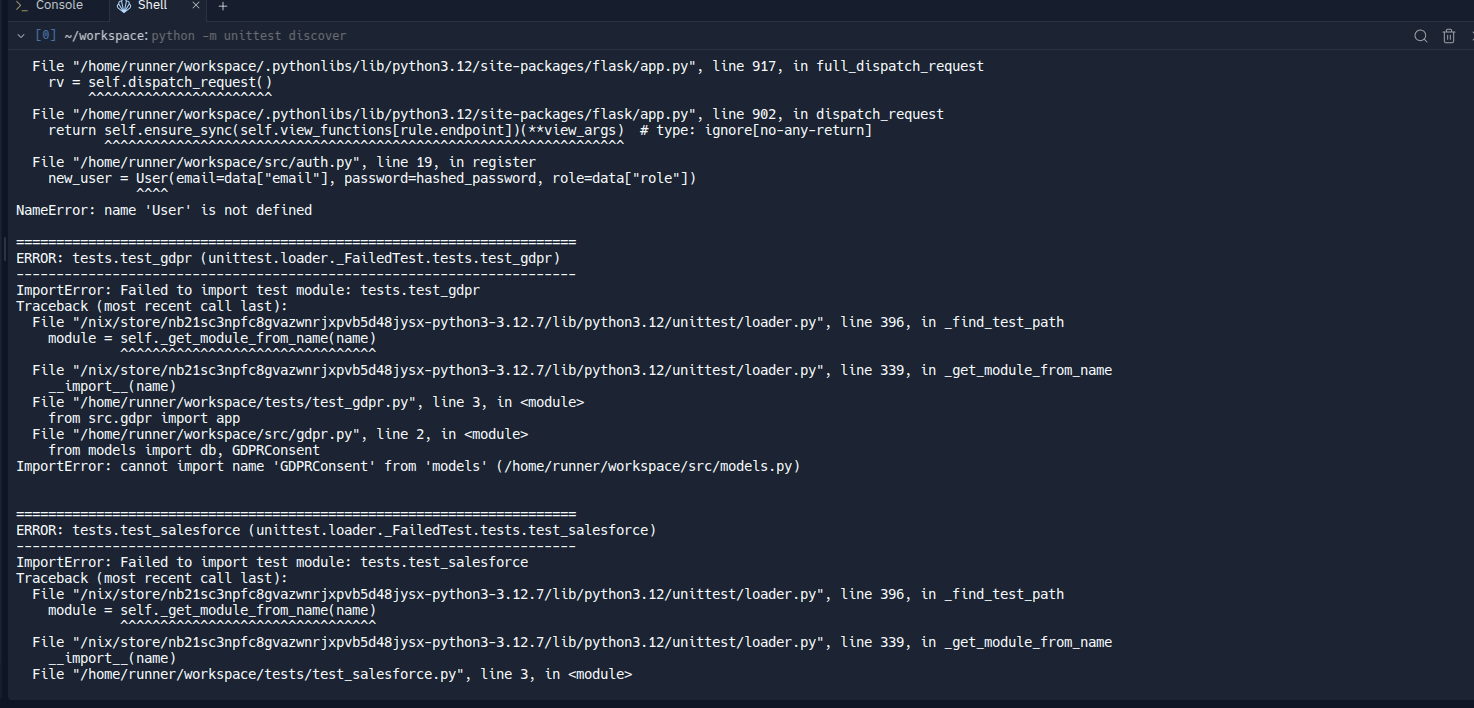 >_ Console Shell × +
[0] ~/workspace: python -m unittest discover
File "/home/runner/workspace/.pythonlibs/lib/python3.12/site-packages/flask/app.py", line 917, in full_dispatch_request
rv = self.dispatch_request()
^^^^^^^^^^^^^^^^^^^^^^^
File "/home/runner/workspace/.pythonlibs/lib/python3.12/site-packages/flask/app.py", line 902, in dispatch_request
return self.ensure_sync(self.view_functions[rule.endpoint])(**view_args)  # type: ignore[no-any-return]
^^^^^^^^^^^^^^^^^^^^^^^^^^^^^^^^^^^^^^^^^^^^^^^^^^^^^^^^^^^^^^^^^
File "/home/runner/workspace/src/auth.py", line 19, in register
new_user = User(email=data["email"], password=hashed_password, role=data["role"])
^^^^
NameError: name 'User' is not defined
======================================================================
ERROR: tests.test_gdpr (unittest.loader._FailedTest.tests.test_gdpr)
----------------------------------------------------------------------
ImportError: Failed to import test module: tests.test_gdpr
Traceback (most recent call last):
File "/nix/store/nb21sc3npfc8gvazwnrjxpvb5d48jysx-python3-3.12.7/lib/python3.12/unittest/loader.py", line 396, in _find_test_path
module = self._get_module_from_name(name)
^^^^^^^^^^^^^^^^^^^^^^^^^^^^^^^^
File "/nix/store/nb21sc3npfc8gvazwnrjxpvb5d48jysx-python3-3.12.7/lib/python3.12/unittest/loader.py", line 339, in _get_module_from_name
__import__(name)
File "/home/runner/workspace/tests/test_gdpr.py", line 3, in <module>
from src.gdpr import app
File "/home/runner/workspace/src/gdpr.py", line 2, in <module>
from models import db, GDPRConsent
ImportError: cannot import name 'GDPRConsent' from 'models' (/home/runner/workspace/src/models.py)
======================================================================
ERROR: tests.test_salesforce (unittest.loader._FailedTest.tests.test_salesforce)
----------------------------------------------------------------------
ImportError: Failed to import test module: tests.test_salesforce
Traceback (most recent call last):
File "/nix/store/nb21sc3npfc8gvazwnrjxpvb5d48jysx-python3-3.12.7/lib/python3.12/unittest/loader.py", line 396, in _find_test_path
module = self._get_module_from_name(name)
^^^^^^^^^^^^^^^^^^^^^^^^^^^^^^^^
File "/nix/store/nb21sc3npfc8gvazwnrjxpvb5d48jysx-python3-3.12.7/lib/python3.12/unittest/loader.py", line 339, in _get_module_from_name
__import__(name)
File "/home/runner/workspace/tests/test_salesforce.py", line 3, in <module>